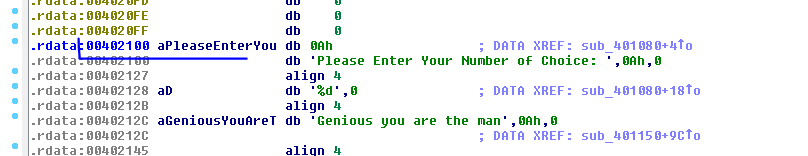 .rdata:004020FD db 0
.rdata:004020FE db 0
.rdata:004020FF db 0
.rdata:00402100 aPleaseEnterYou db 0Ah ; DATA XREF: sub_401080+4↑o
.rdata:00402100 db 'Please Enter Your Number of Choice: ',0Ah,0
.rdata:00402127 align 4
.rdata:00402128 aD db '%d',0 ; DATA XREF: sub_401080+18↑o
.rdata:0040212B align 4
.rdata:0040212C aGeniousYouAreT db 'Genious you are the man',0Ah,0
.rdata:0040212C ; DATA XREF: sub_401150+9C↑o
.rdata:00402145 align 4